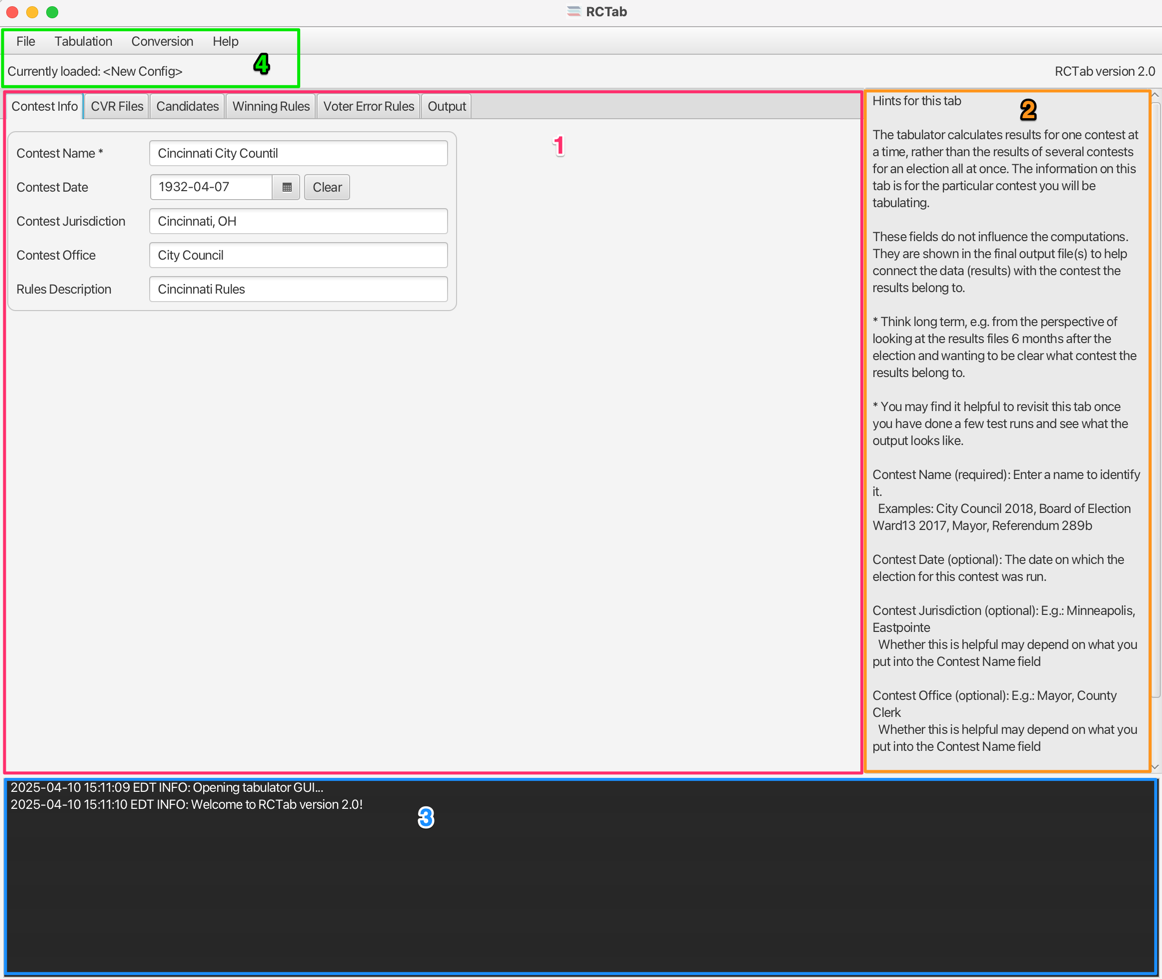 RCTab
File Tabulation Conversion Help
4
Currently loaded: <New Config>
RCTab version 2.0
Contest Info CVR Files Candidates Winning Rules Voter Error Rules Output
1
Contest Name * Cincinnati City Countil
Contest Date 1932-04-07 Clear
Contest Jurisdiction Cincinnati, OH
Contest Office City Council
Rules Description Cincinnati Rules
Hints for this tab
2
The tabulator calculates results for one contest at
a time, rather than the results of several contests
for an election all at once. The information on this
tab is for the particular contest you will be
tabulating.
These fields do not influence the computations.
They are shown in the final output file(s) to help
connect the data (results) with the contest the
results belong to.
* Think long term, e.g. from the perspective of
looking at the results files 6 months after the
election and wanting to be clear what contest the
results belong to.
* You may find it helpful to revisit this tab once
you have done a few test runs and see what the
output looks like.
Contest Name (required): Enter a name to identify
it.
Examples: City Council 2018, Board of Election
Ward13 2017, Mayor, Referendum 289b
Contest Date (optional): The date on which the
election for this contest was run.
Contest Jurisdiction (optional): E.g.: Minneapolis,
Eastpointe
Whether this is helpful may depend on what you
put into the Contest Name field
Contest Office (optional): E.g.: Mayor, County
Clerk
Whether this is helpful may depend on what you
put into the Contest Name field
2025-04-10 15:11:09 EDT INFO: Opening tabulator GUI...
2025-04-10 15:11:10 EDT INFO: Welcome to RCTab version 2.0!
3